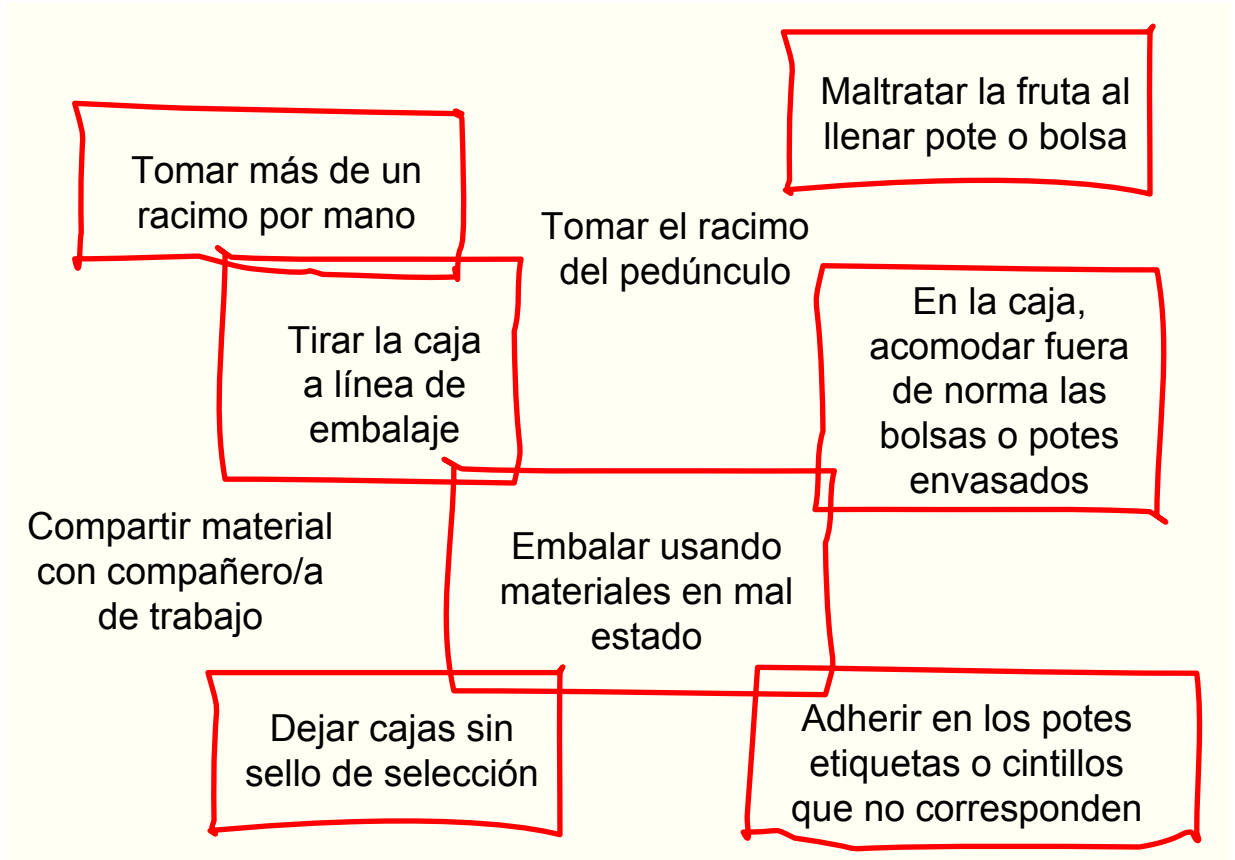 Maltratar la fruta al
llenar pote o bolsa
Tomar más de un
racimo por mano
Tomar el racimo
del pedúnculo
En la caja,
acomodar fuera
de norma las
bolsas o potes
envasados
Tirar la caja
a línea de
embalaje
Compartir material
con compañero/a
de trabajo
Embalar usando
materiales en mal
estado
Dejar cajas sin
sello de selección
Adherir en los potes
etiquetas o cintillos
que no corresponden